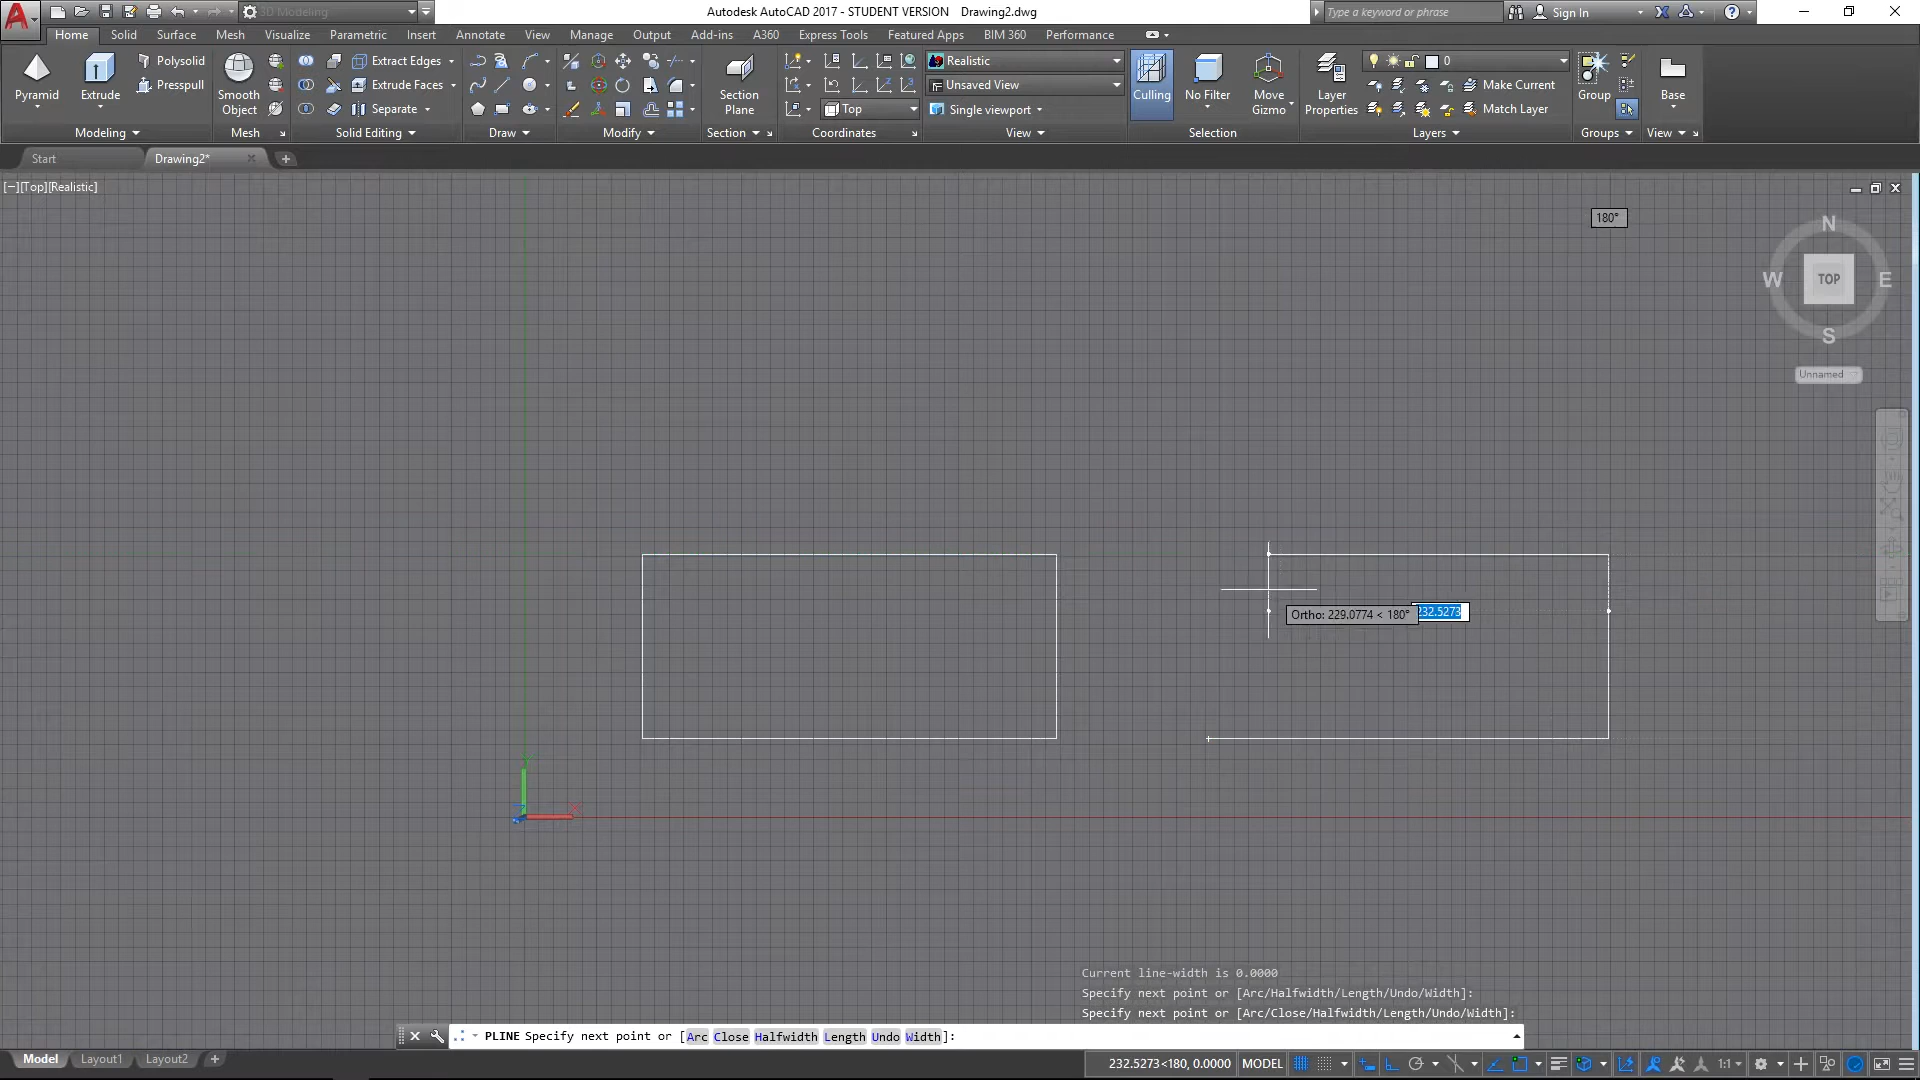 3D Modeling
Autodesk AutoCAD 2017 - STUDENT VERSION Drawing2.dwg
Type a keyword or phrase
Sign In
Home Solid Surface Mesh Visualize Parametric Insert Annotate View Manage Output Add-ins A360 Express Tools Featured Apps BIM 360 Performance
Polysolid
Extract Edges
Realistic
0
Presspull
Extrude Faces
Unsaved View
Make Current
Pyramid
Extrude
Smooth
Object
Separate
Section
Plane
Top
Single viewport
Culling
No Filter
Move
Gizmo
Layer
Properties
Match Layer
Group
Base
Modeling
Mesh
Solid Editing
Draw
Modify
Section
Coordinates
View
Selection
Layers
Groups
View
Start
Drawing2*
[−][Top][Realistic]
180°
N
W
TOP
E
S
Unnamed
Ortho: 229.0774 < 180°
232.5273
X
Current line-width is 0.0000
Specify next point or [Arc/Halfwidth/Length/Undo/Width]:
Specify next point or [Arc/Close/Halfwidth/Length/Undo/Width]:
PLINE Specify next point or [Arc Close Halfwidth Length Undo Width]:
Model
Layout1
Layout2
232.5273<180, 0.0000
MODEL
1:1